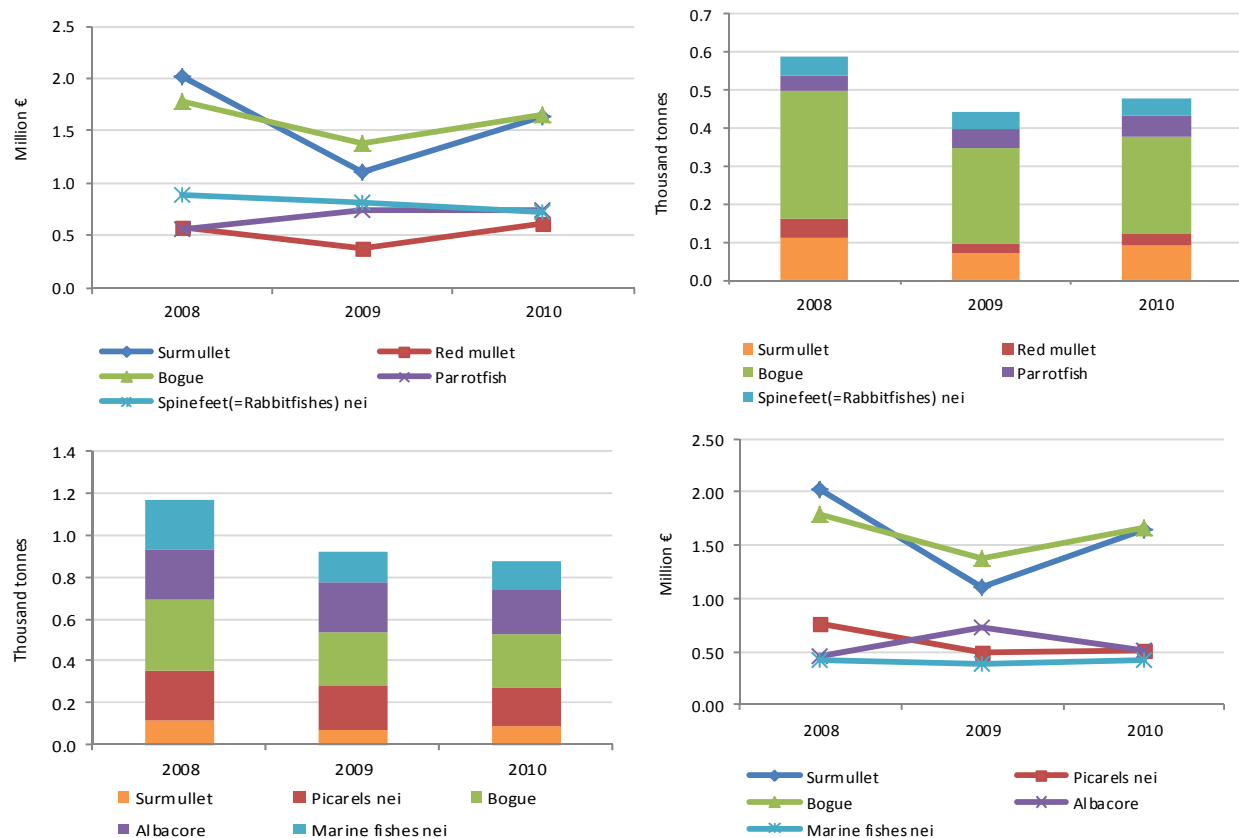 Million €
2.5
2.0
1.5
1.0
0.5
0.0
2008 2009 2010
Surmullet Red mullet
Bogue Parrotfish
Spinefeet(=Rabbitfishes) nei
Thousand tonnes
0.7
0.6
0.5
0.4
0.3
0.2
0.1
0.0
2008 2009 2010
Surmullet Red mullet
Bogue Parrotfish
Spinefeet(=Rabbitfishes) nei
Thousand tonnes
1.4
1.2
1.0
0.8
0.6
0.4
0.2
0.0
2008 2009 2010
Surmullet Picarels nei Bogue
Albacore Marine fishes nei
Million €
2.50
2.00
1.50
1.00
0.50
0.00
2008 2009 2010
Surmullet Picarels nei
Bogue Albacore
Marine fishes nei